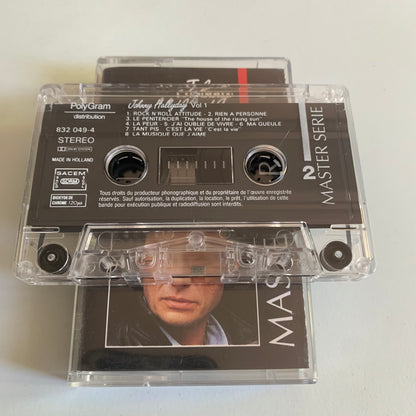 PolyGram
distribution
832 049-4
STEREO
DOLBY SYSTEM
MADE IN HOLLAND
SACEM
BIEM
Johnny Hallyday Vol 1
1. ROCK N'ROLL ATTITUDE - 2. RIEN A PERSONNE
3. LE PENITENCIER "The house of the rising sun"
4. LA PEUR - 5. J'AI OUBLIE DE VIVRE - 6. MA GUEULE
7. TANT PIS... C'EST LA VIE "C'est la vie"
8. LA MUSIQUE QUE J'AIME
Tous droits du producteur phonographique et du propriétaire de l'œuvre enregistrée
réservés. Sauf autorisation, la duplication, la location, le prêt, l'utilisation de cette
bande pour exécution publique et radiodiffusion sont interdits.
2
MASTER SERIE
MAS